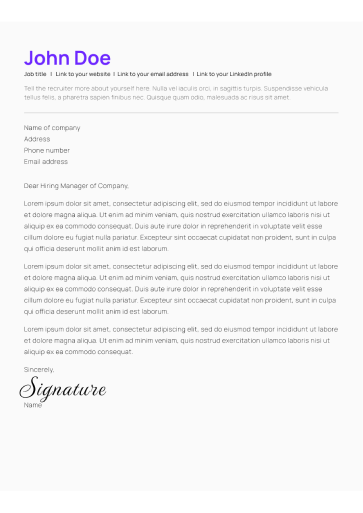 John Doe
Job title | Link to your website | Link to your email address | Link to your LinkedIn profile
Tell the recruiter more about yourself here. Nulla vel iaculis orci, in sagittis turpis. Suspendisse vehicula
tellus felis, a pharetra sapien finibus nec. Quisque quam odio, malesuada ac risus sit amet
Name of company
Address
Phone number
Email address
Dear Hiring Manager of Company,
Lorem ipsum dolor sit amet, consectetur adipiscing elit, sed do eiusmod tempor incididunt ut labore
et dolore magna aliqua. Ut enim ad minim veniam, quis nostrud exercitation ullamco laboris nisi ut
aliquip ex ea commodo consequat. Duis aute irure dolor in reprehenderit in voluptate velit esse
cillum dolore eu fugiat nulla pariatur. Excepteur sint occaecat cupidatat non proident, sunt in culpa
qui officia deserunt mollit anim id est laborum.
Lorem ipsum dolor sit amet, consectetur adipiscing elit, sed do eiusmod tempor incididunt ut labore
et dolore magna aliqua. Ut enim ad minim veniam, quis nostrud exercitation ullamco laboris nisi ut
aliquip ex ea commodo consequat. Duis aute irure dolor in reprehenderit in voluptate velit esse
cillum dolore eu fugiat nulla pariatur. Excepteur sint occaecat cupidatat non proident, sunt in culpa
qui officia deserunt mollit anim id est laborum.
Lorem ipsum dolor sit amet, consectetur adipiscing elit, sed do eiusmod tempor incididunt ut labore
et dolore magna aliqua. Ut enim ad minim veniam, quis nostrud exercitation ullamco laboris nisi ut
aliquip ex ea commodo consequat.
Sincerely,
Signature
Name